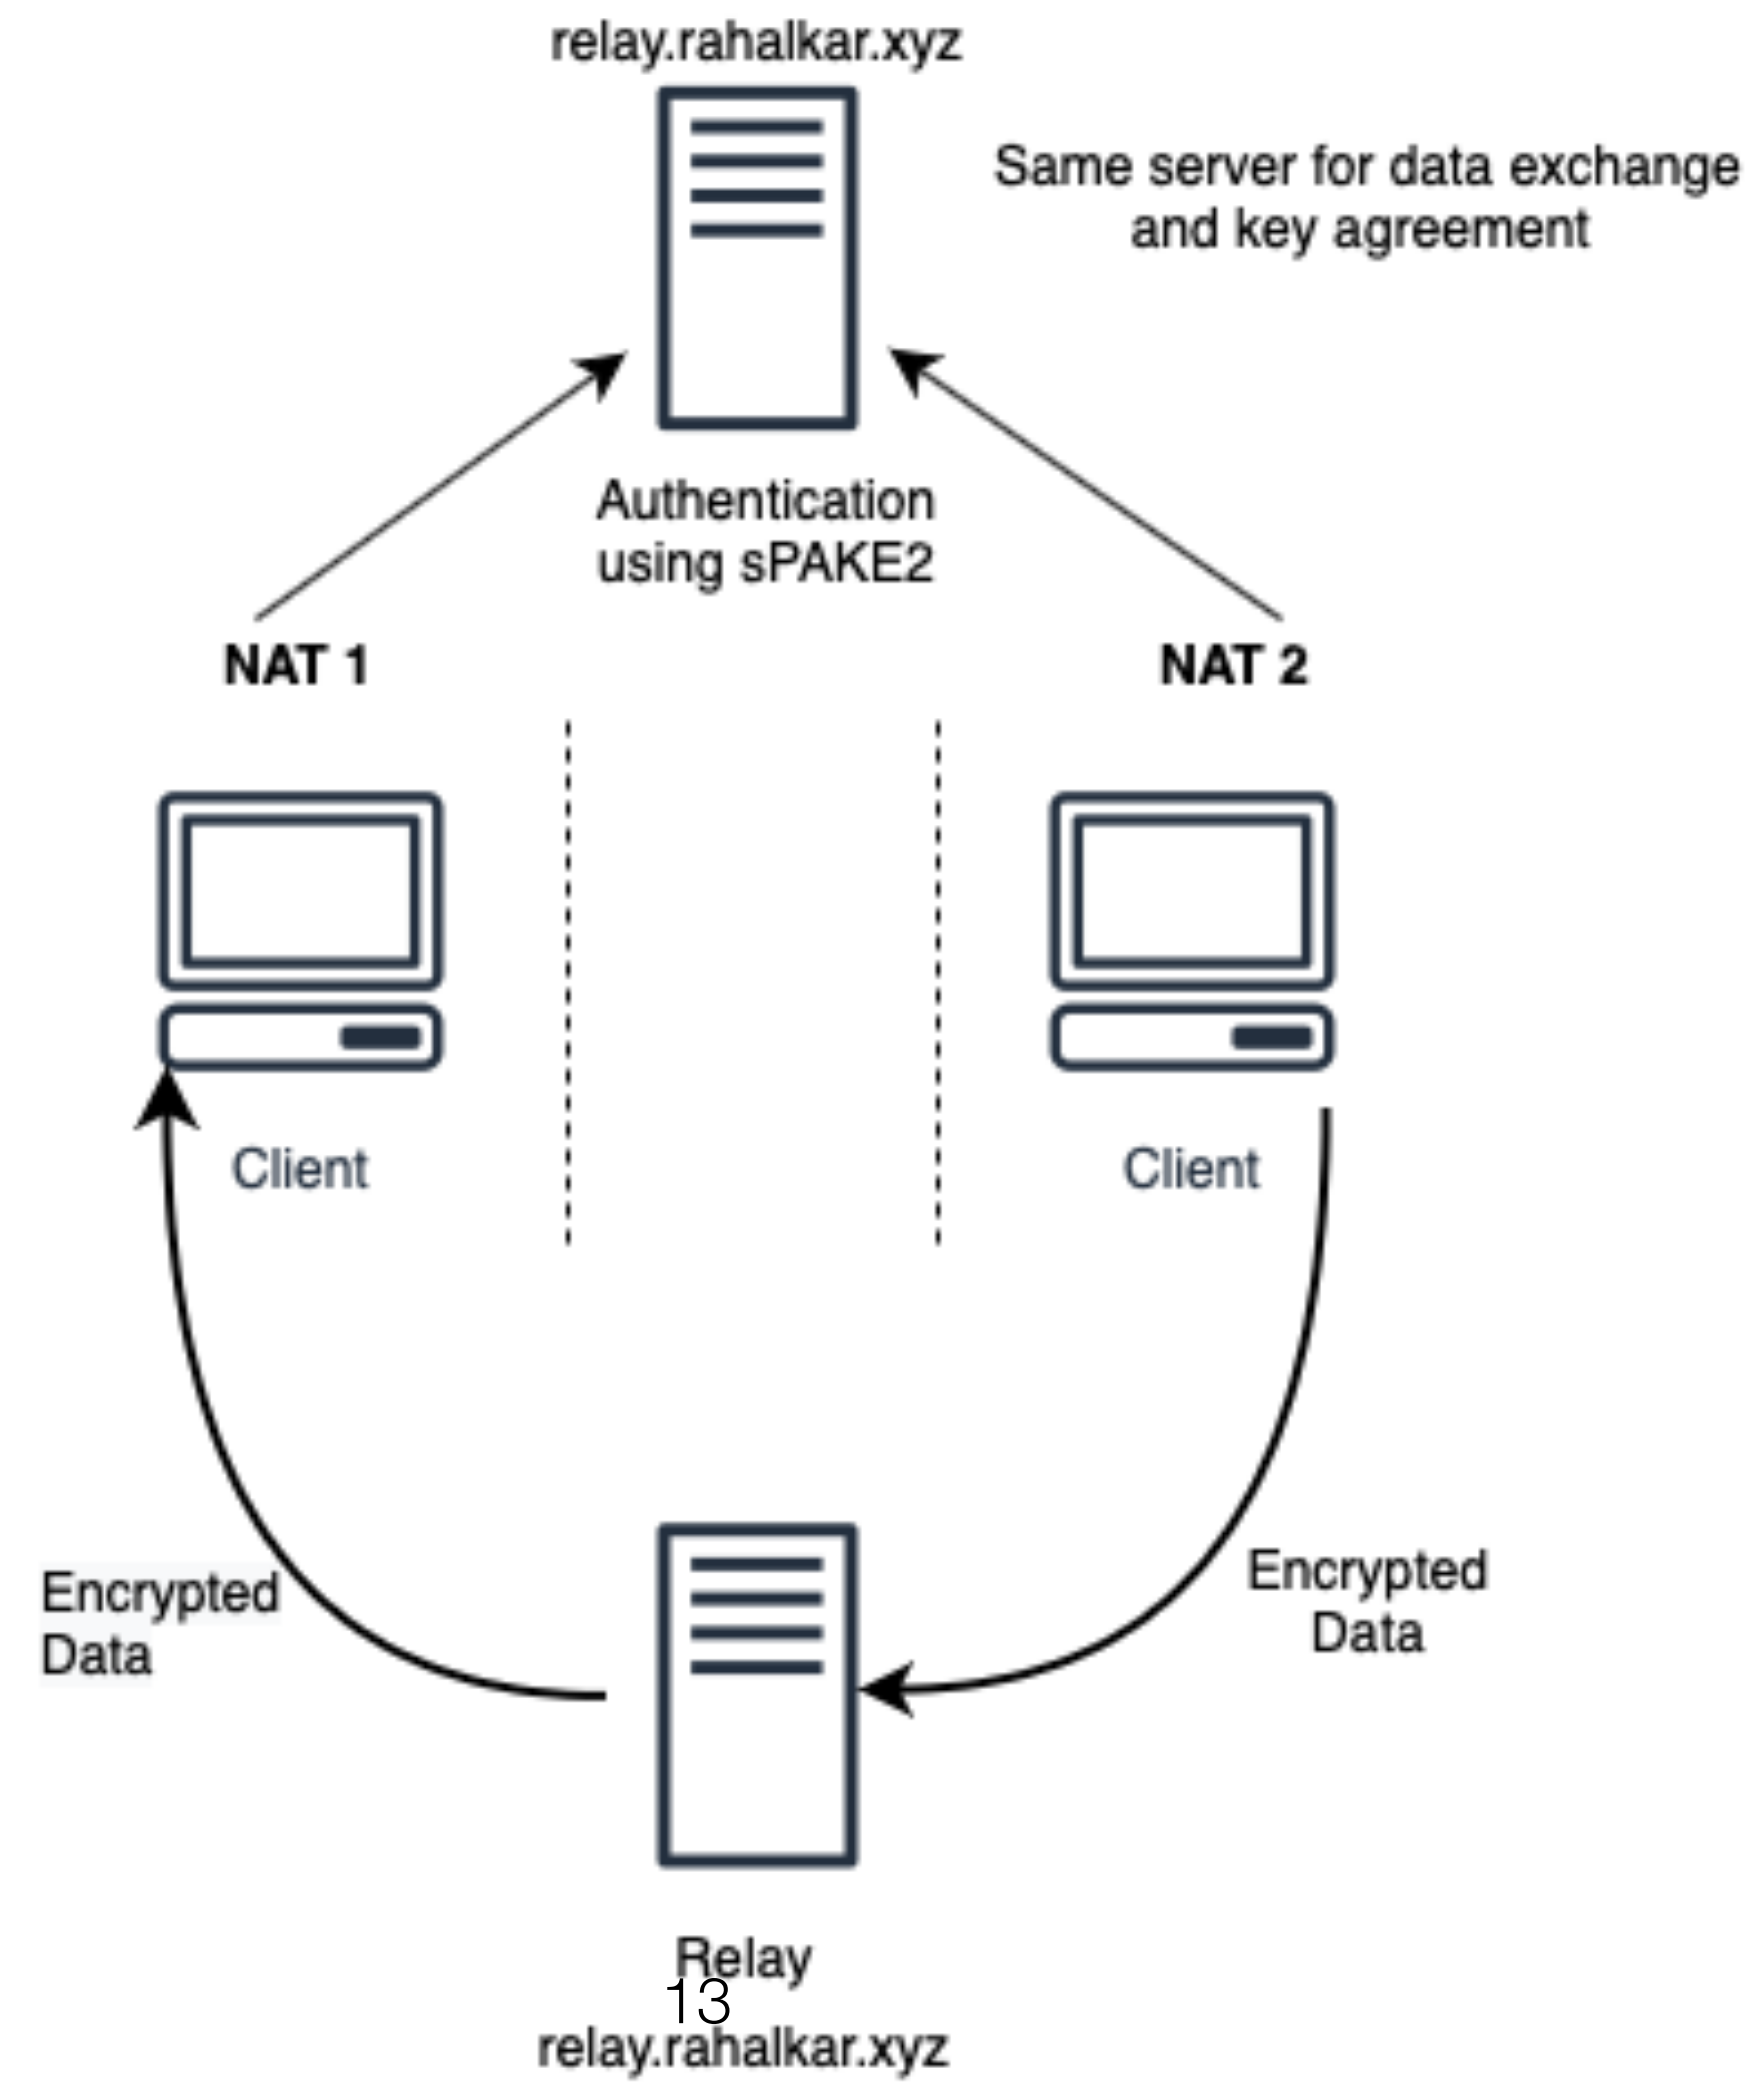 relay.rahalkar.xyz
Same server for data exchange
and key agreement
Authentication
using sPAKE2
NAT 1
NAT 2
Client
Client
Encrypted
Data
Encrypted
Data
Relay
13
relay.rahalkar.xyz